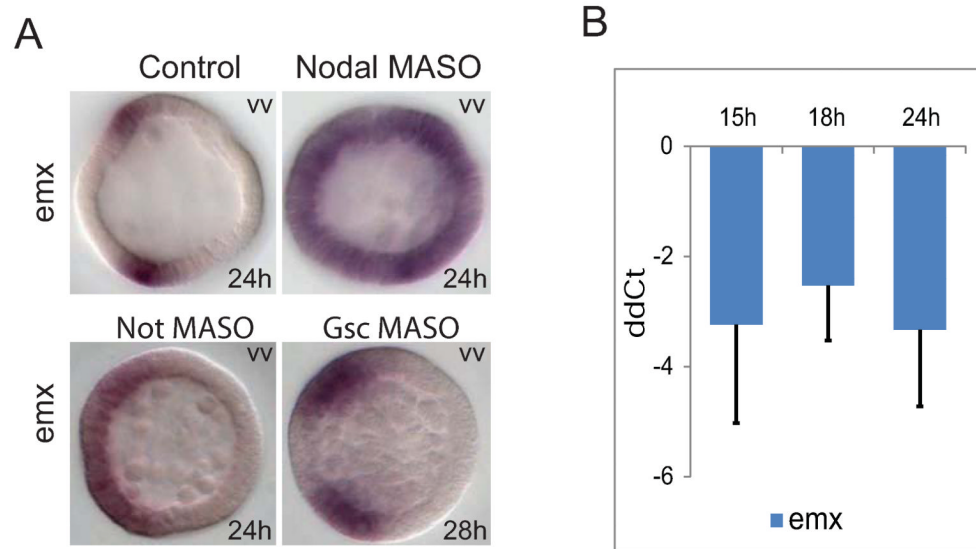 A
Control
Nodal MASO
vv
vv
emx
24h
24h
Not MASO
Gsc MASO
vv
vv
emx
24h
28h
B
15h
18h
24h
0
-2
-4
-6
ddCt
emx